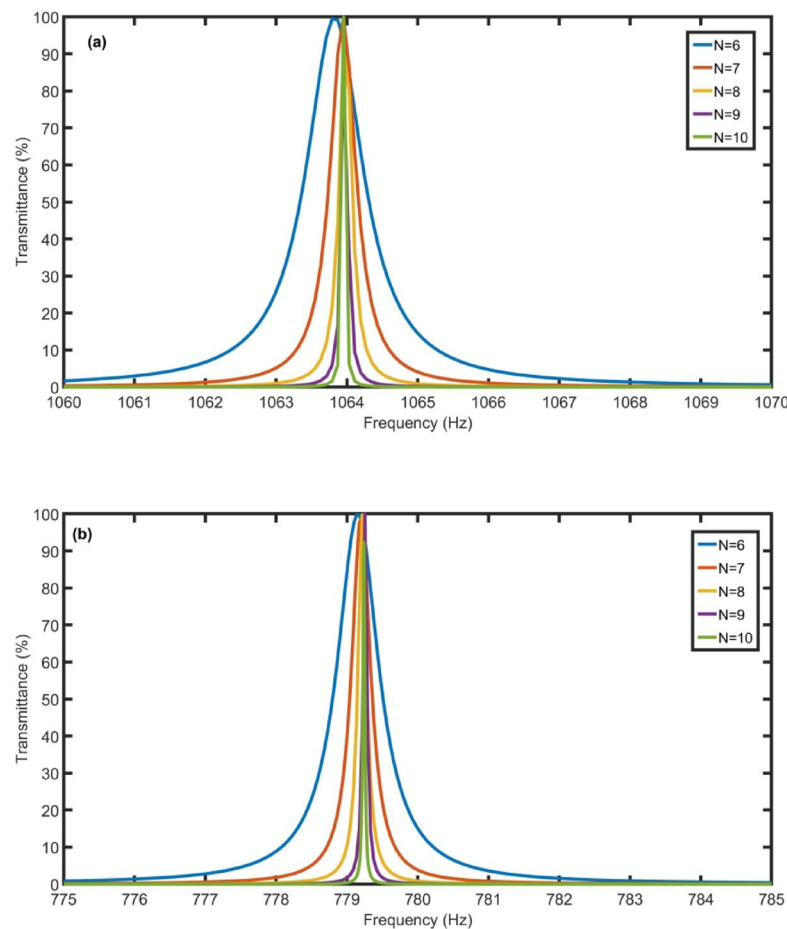 (a)
100
90
80
70
60
50
40
30
20
10
0
Transmittance (%)
N=6
N=7
N=8
N=9
N=10
1060 1061 1062 1063 1064 1065 1066 1067 1068 1069 1070
Frequency (Hz)
(b)
100
90
80
70
60
50
40
30
20
10
0
Transmittance (%)
N=6
N=7
N=8
N=9
N=10
775 776 777 778 779 780 781 782 783 784 785
Frequency (Hz)